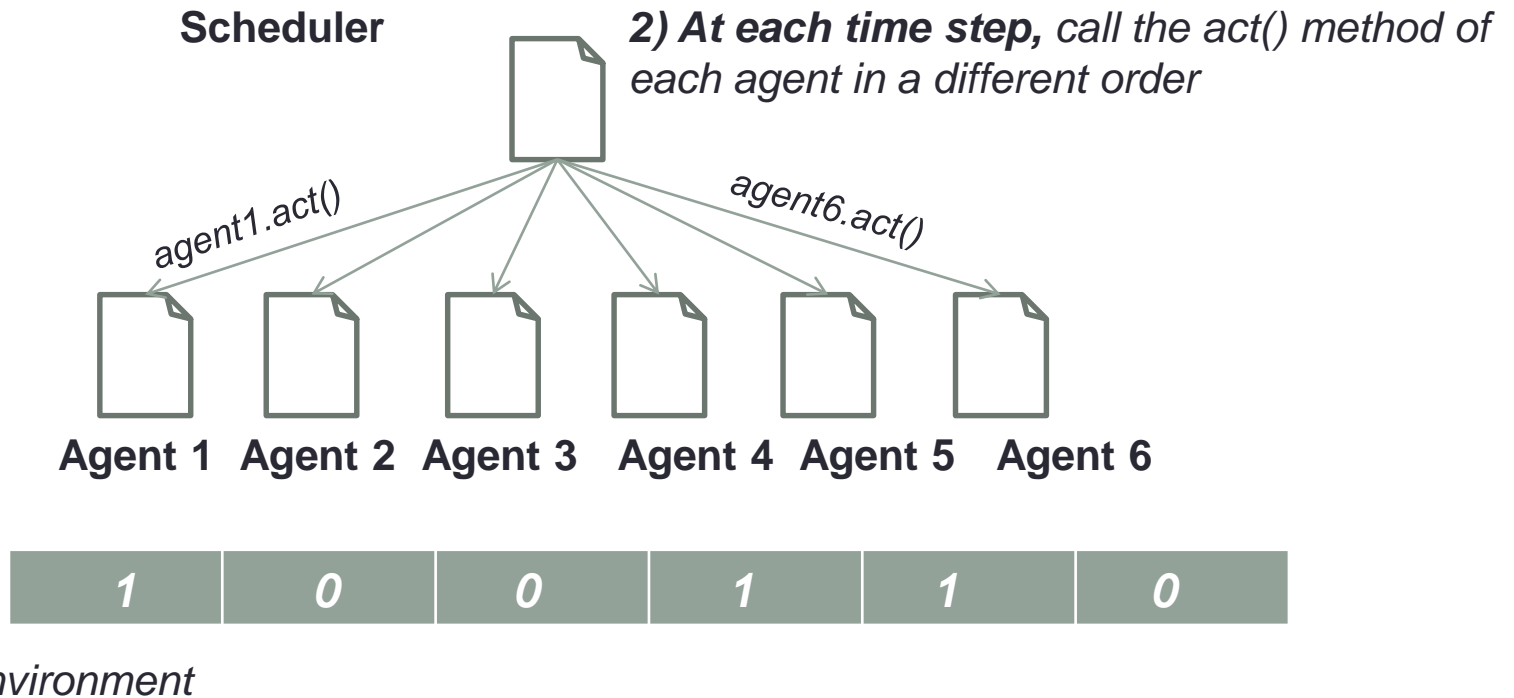 Scheduler
2) At each time step, call the act() method of
each agent in a different order
agent1.act()
agent6.act()
Agent 1 Agent 2 Agent 3 Agent 4 Agent 5 Agent 6
1 0 0 1 1 0
nvironment